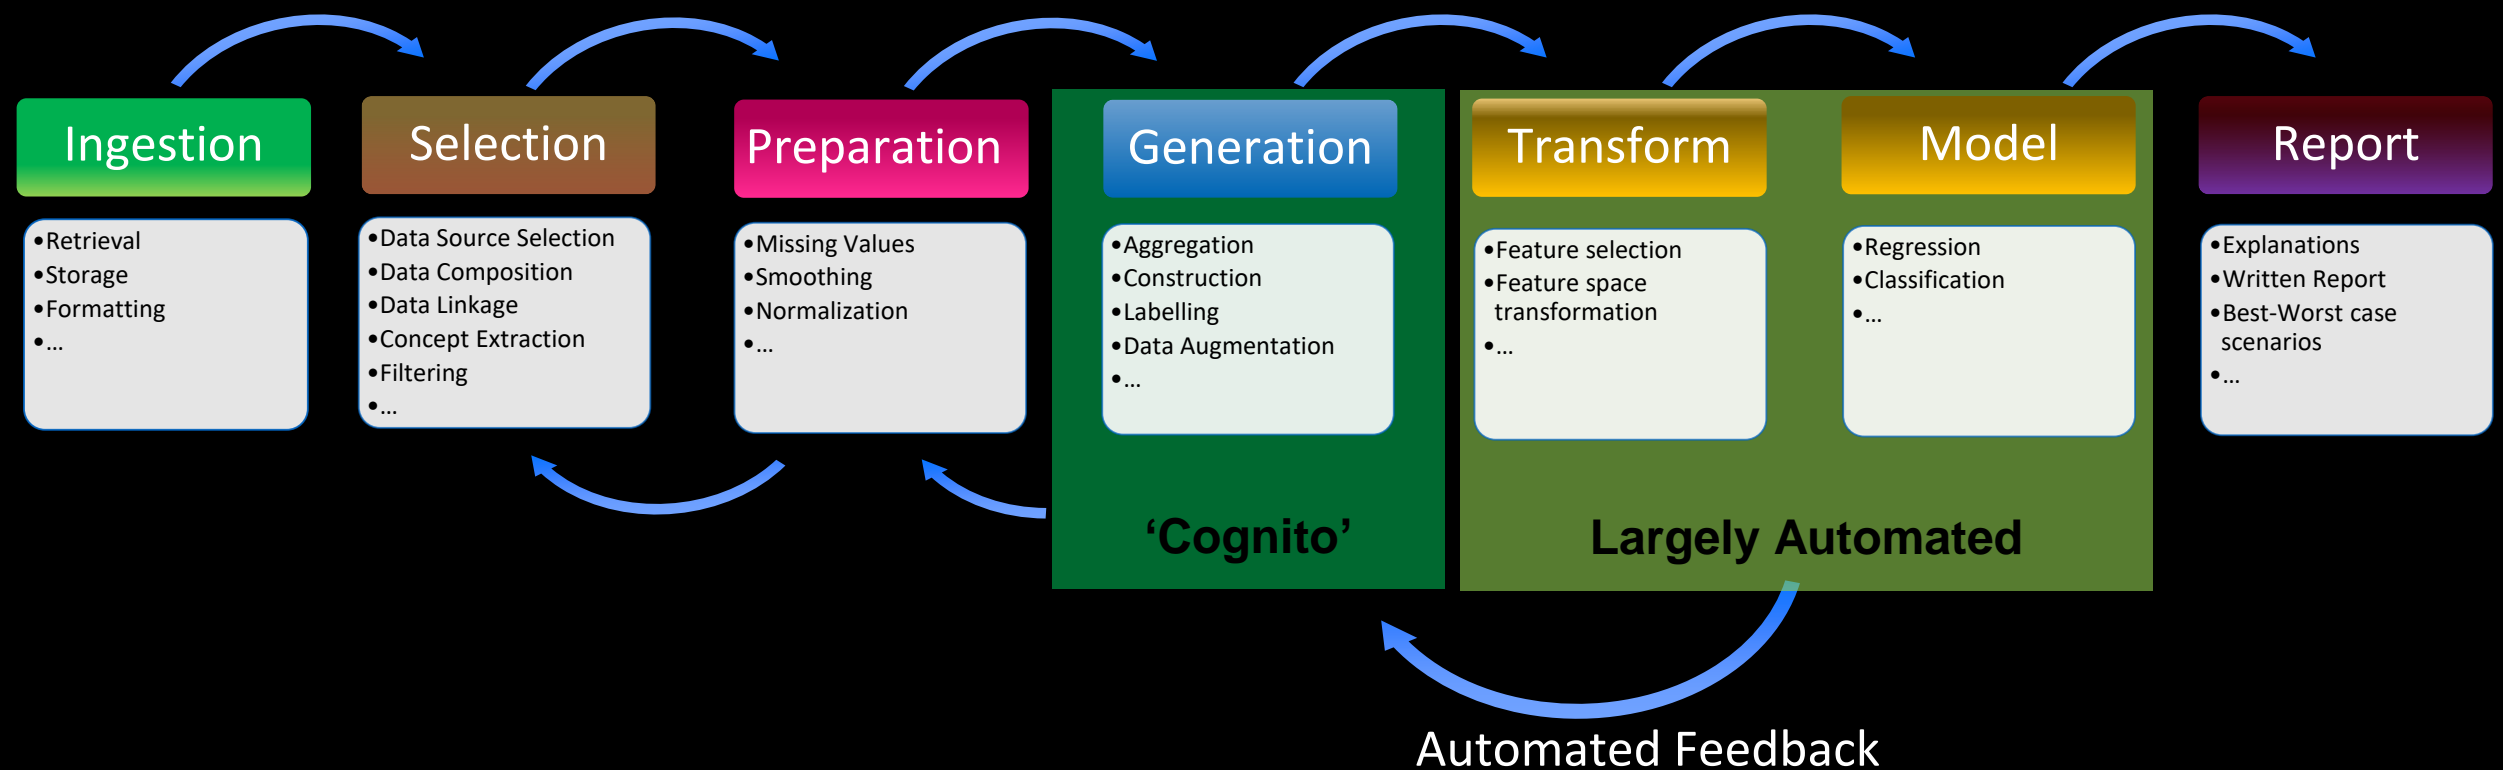 Ingestion
•Retrieval
•Storage
•Formatting
•...
Selection
•Data Source Selection
•Data Composition
•Data Linkage
•Concept Extraction
•Filtering
•...
Preparation
•Missing Values
•Smoothing
•Normalization
•...
Generation
•Aggregation
•Construction
•Labelling
•Data Augmentation
•...
‘Cognito’
Transform
•Feature selection
•Feature space
transformation
•...
Model
•Regression
•Classification
•...
Largely Automated
Report
•Explanations
•Written Report
•Best-Worst case
scenarios
•...
Automated Feedback